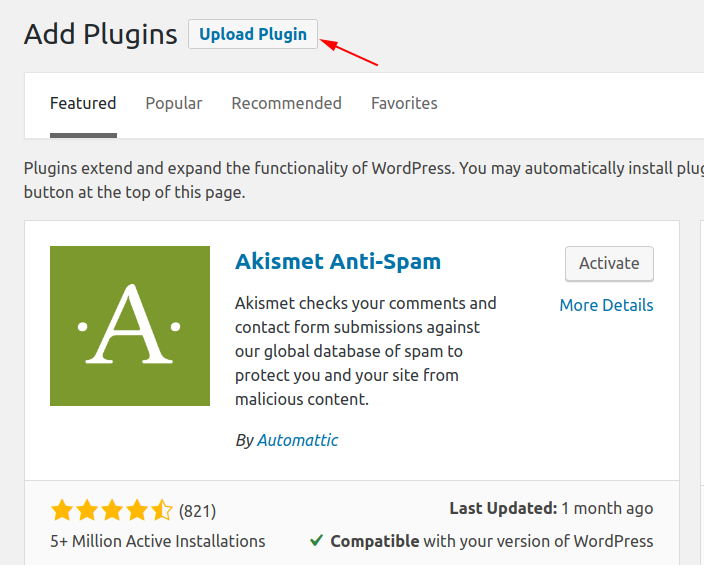 Add Plugins Upload Plugin
Featured Popular Recommended Favorites
Plugins extend and expand the functionality of WordPress. You may automatically install
button at the top of this page.
A
Akismet Anti-Spam
Activate
More Details
Akismet checks your comments and
contact form submissions against
our global database of spam to
protect you and your site from
malicious content.
By Automattic
(821)
Last Updated: 1 month ago
5+ Million Active Installations
Compatible with your version of WordPress